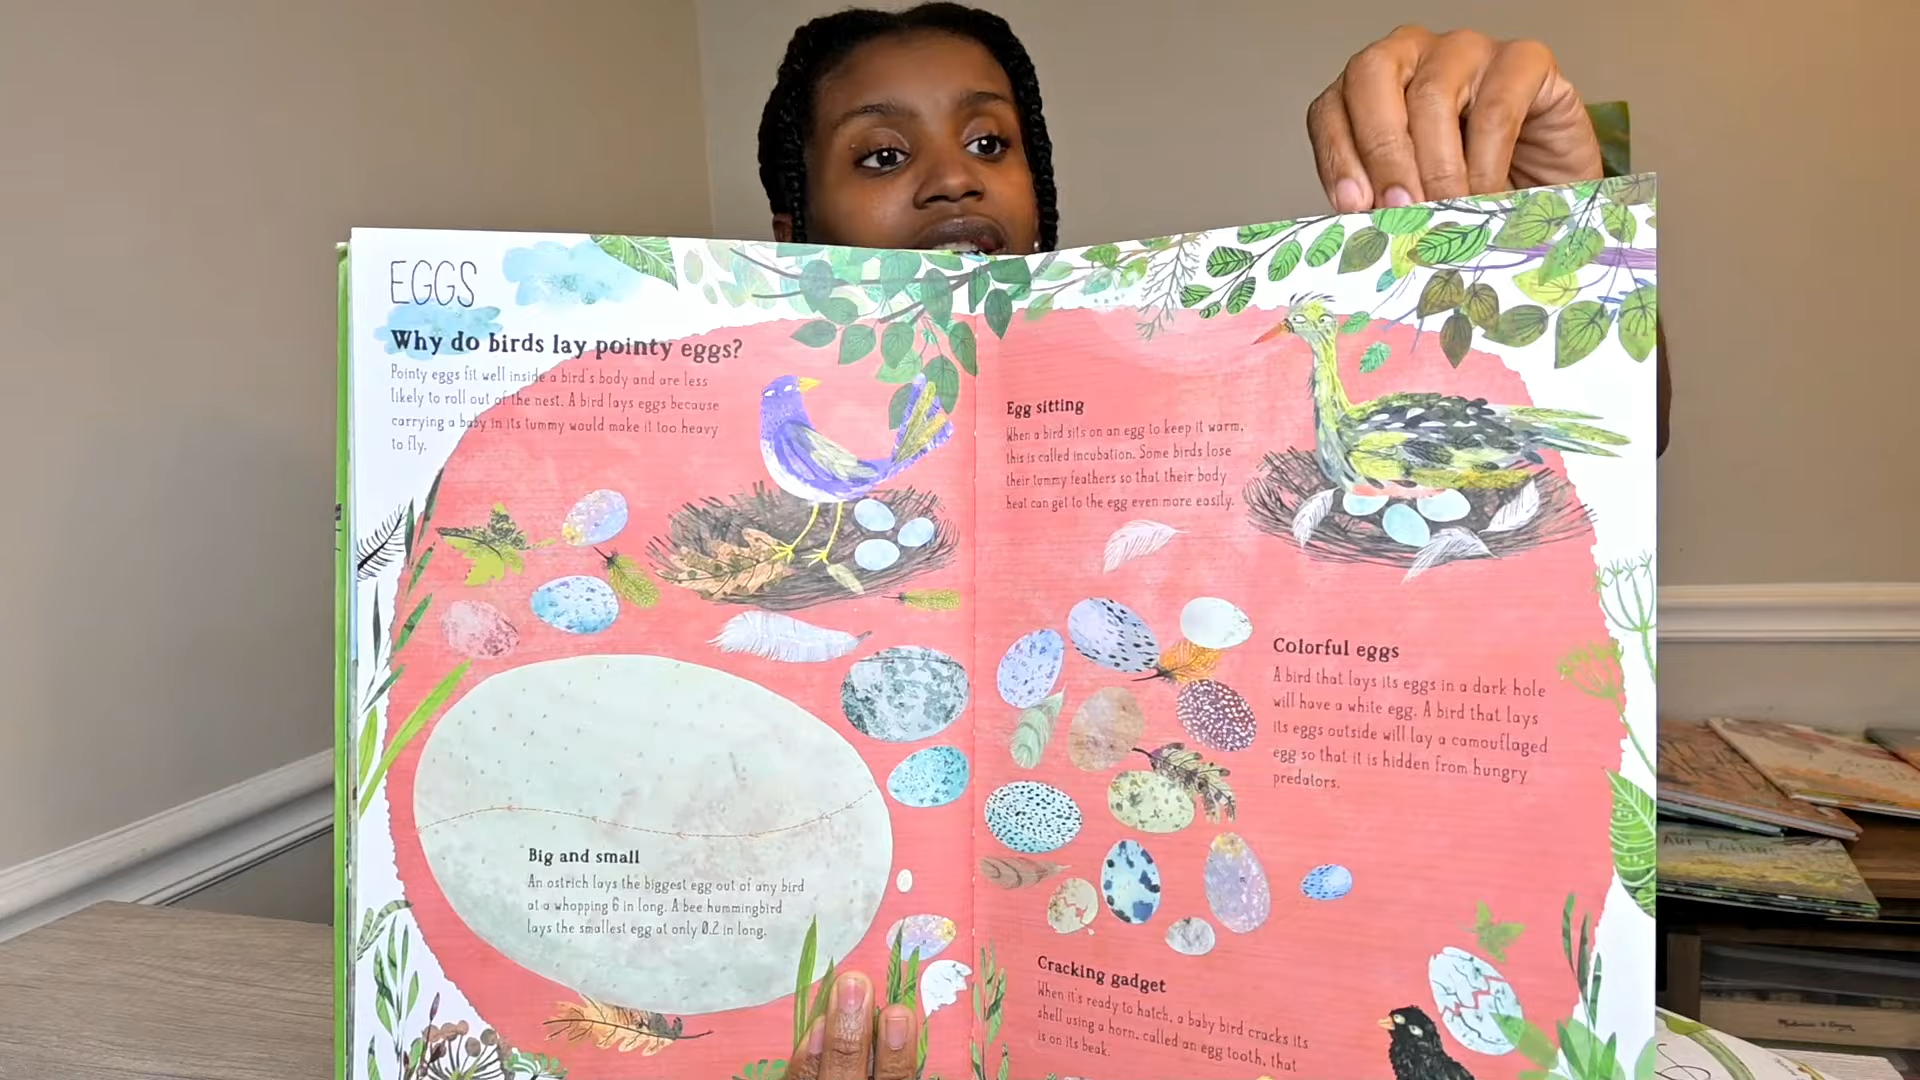 EGGS
Why do birds lay pointy eggs?
Pointy eggs fit well inside a bird's body and are less
likely to roll out of the nest. A bird lays eggs because
carrying a baby in its tummy would make it too heavy
to fly.
Big and small
An ostrich lays the biggest egg out of any bird
at a whopping 6 in long. A bee hummingbird
lays the smallest egg at only 0.2 in long.
Egg sitting
When a bird sits on an egg to keep it warm,
this is called incubation. Some birds lose
their tummy feathers so that their body
heat can get to the egg even more easily.
Colorful eggs
A bird that lays its eggs in a dark hole
will have a white egg. A bird that lays
its eggs outside will lay a camouflaged
egg so that it is hidden from hungry
predators.
Cracking gadget
When it's ready to hatch, a baby bird cracks its
shell using a horn, called an egg tooth, that
is on its beak.